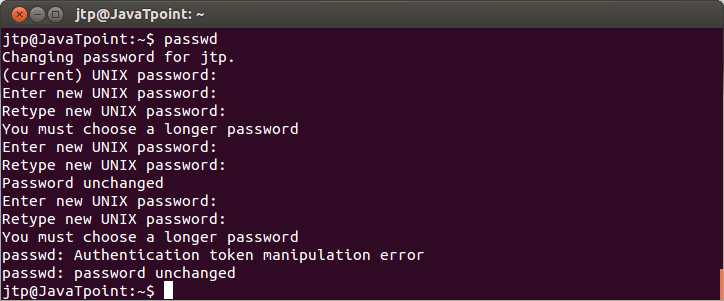 jtp@JavaTpoint: ~
jtp@JavaTpoint:~$ passwd
Changing password for jtp.
(current) UNIX password:
Enter new UNIX password:
Retype new UNIX password:
You must choose a longer password
Enter new UNIX password:
Retype new UNIX password:
Password unchanged
Enter new UNIX password:
Retype new UNIX password:
You must choose a longer password
passwd: Authentication token manipulation error
passwd: password unchanged
jtp@JavaTpoint:~$